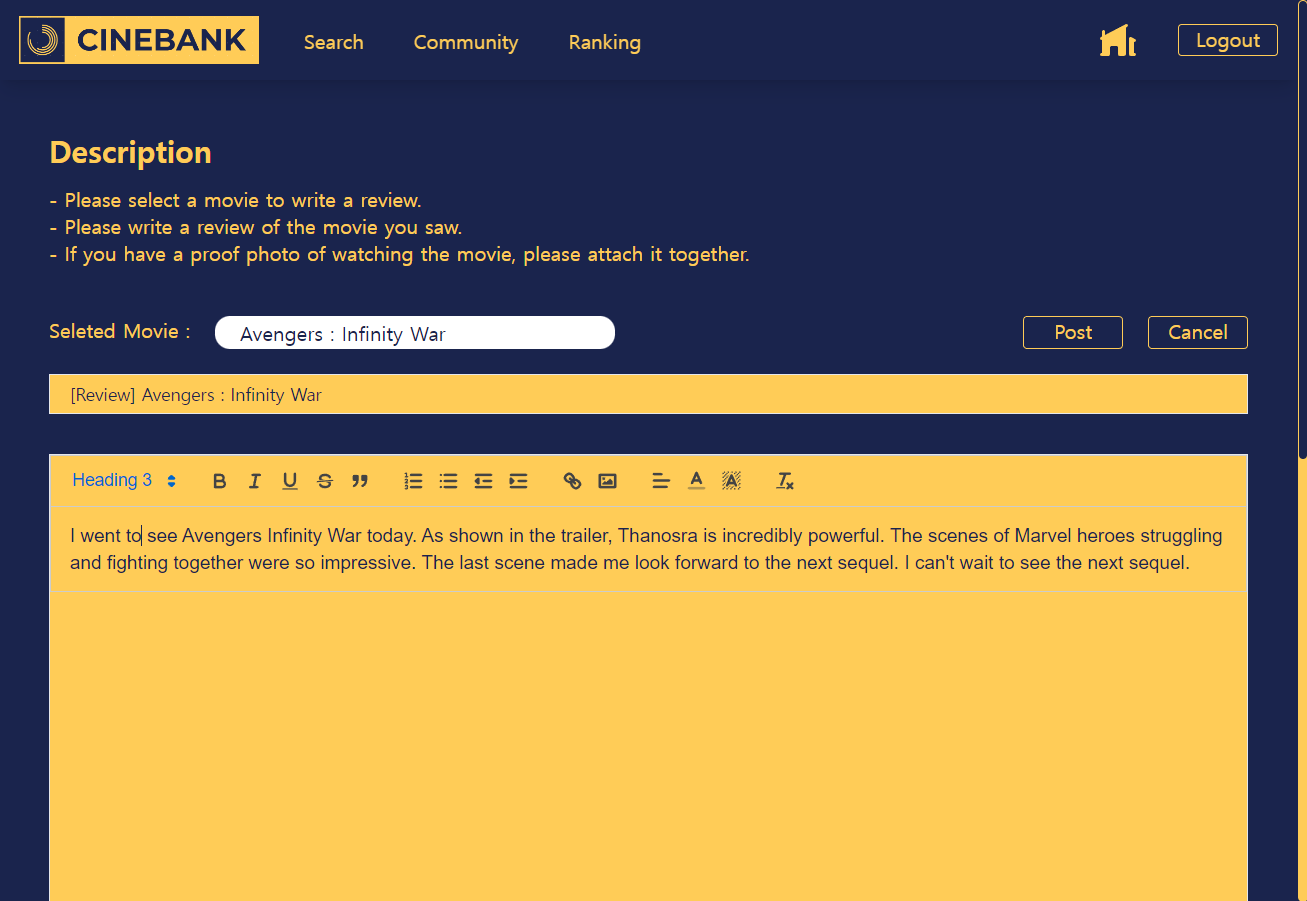 CINEBANK
Search
Community
Ranking
Logout
Description
- Please select a movie to write a review.
- Please write a review of the movie you saw.
- If you have a proof photo of watching the movie, please attach it together.
Seleted Movie :
Avengers : Infinity War
Post
Cancel
[Review] Avengers : Infinity War
Heading 3
I went to see Avengers Infinity War today. As shown in the trailer, Thanosra is incredibly powerful. The scenes of Marvel heroes struggling
and fighting together were so impressive. The last scene made me look forward to the next sequel. I can't wait to see the next sequel.